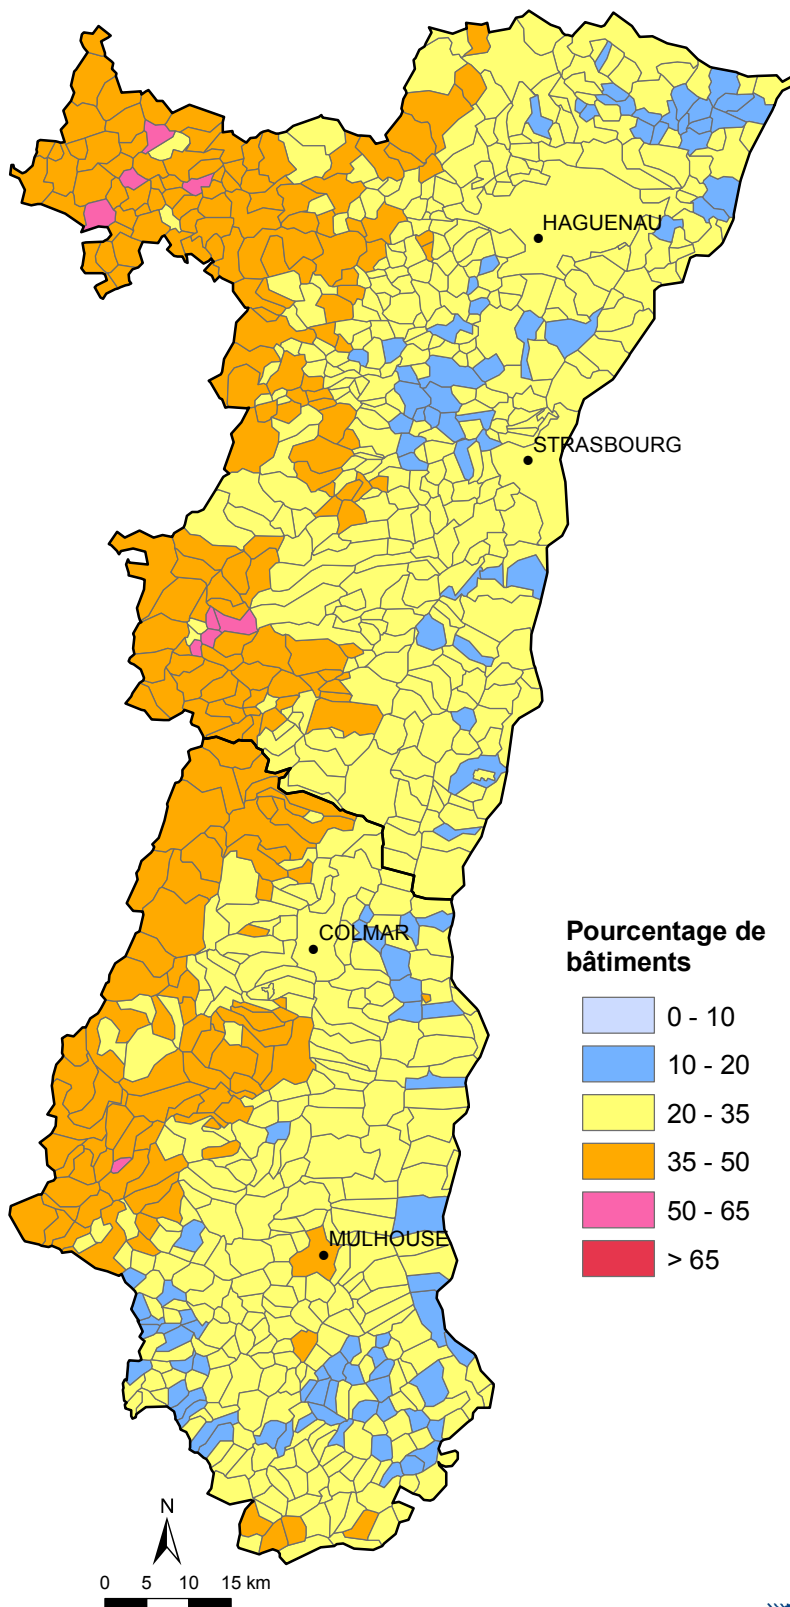 HAGUENAU
STRASBOURG
COLMAR
Pourcentage de
bâtiments
0 - 10
10 - 20
20 - 35
35 - 50
50 - 65
> 65
MULHOUSE
N
0 5 10 15 km